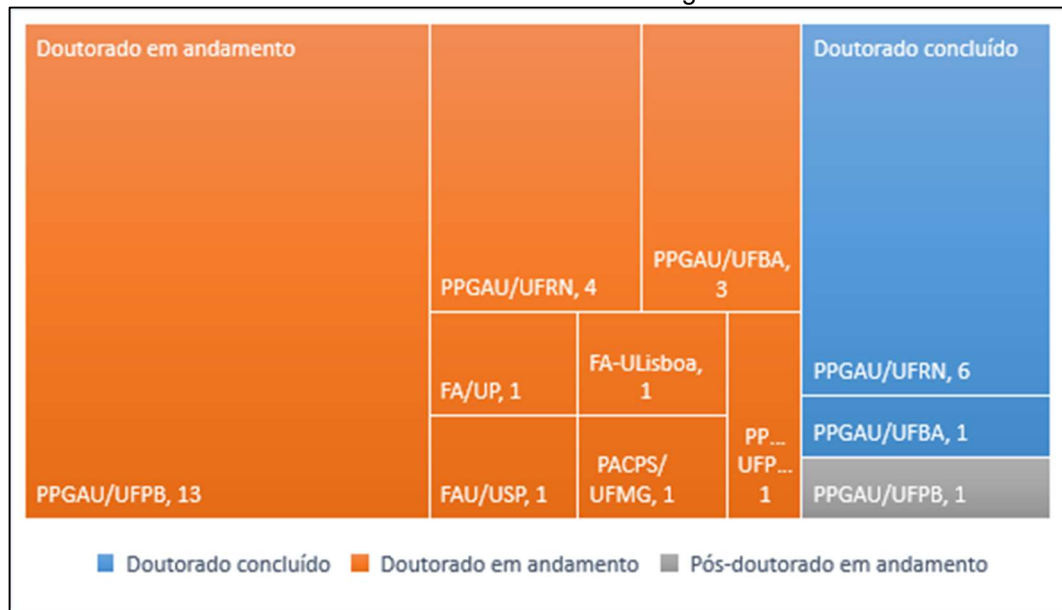 Doutorado em andamento
PPGAU/UFPB, 13
PPGAU/UFRN, 4
PPGAU/UFBA,
3
FA/UP, 1
FA-ULisboa,
1
FAU/USP, 1
PACPS/
UFMG, 1
PP...
UFP...
1
Doutorado concluído
PPGAU/UFRN, 6
PPGAU/UFBA, 1
PPGAU/UFPB, 1
Doutorado concluído Doutorado em andamento Pós-doutorado em andamento